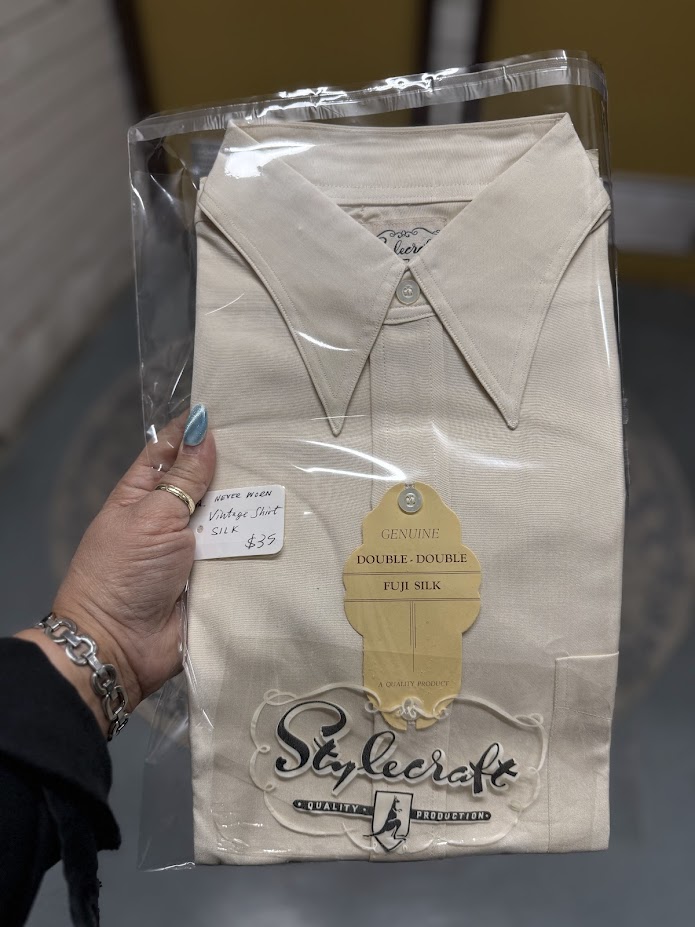 NEVER WORN
Vintage Shirt
SILK
$35
GENUINE
DOUBLE - DOUBLE
FUJI SILK
A QUALITY PRODUCT
Stylecraft
• QUALITY • PRODUCTION •